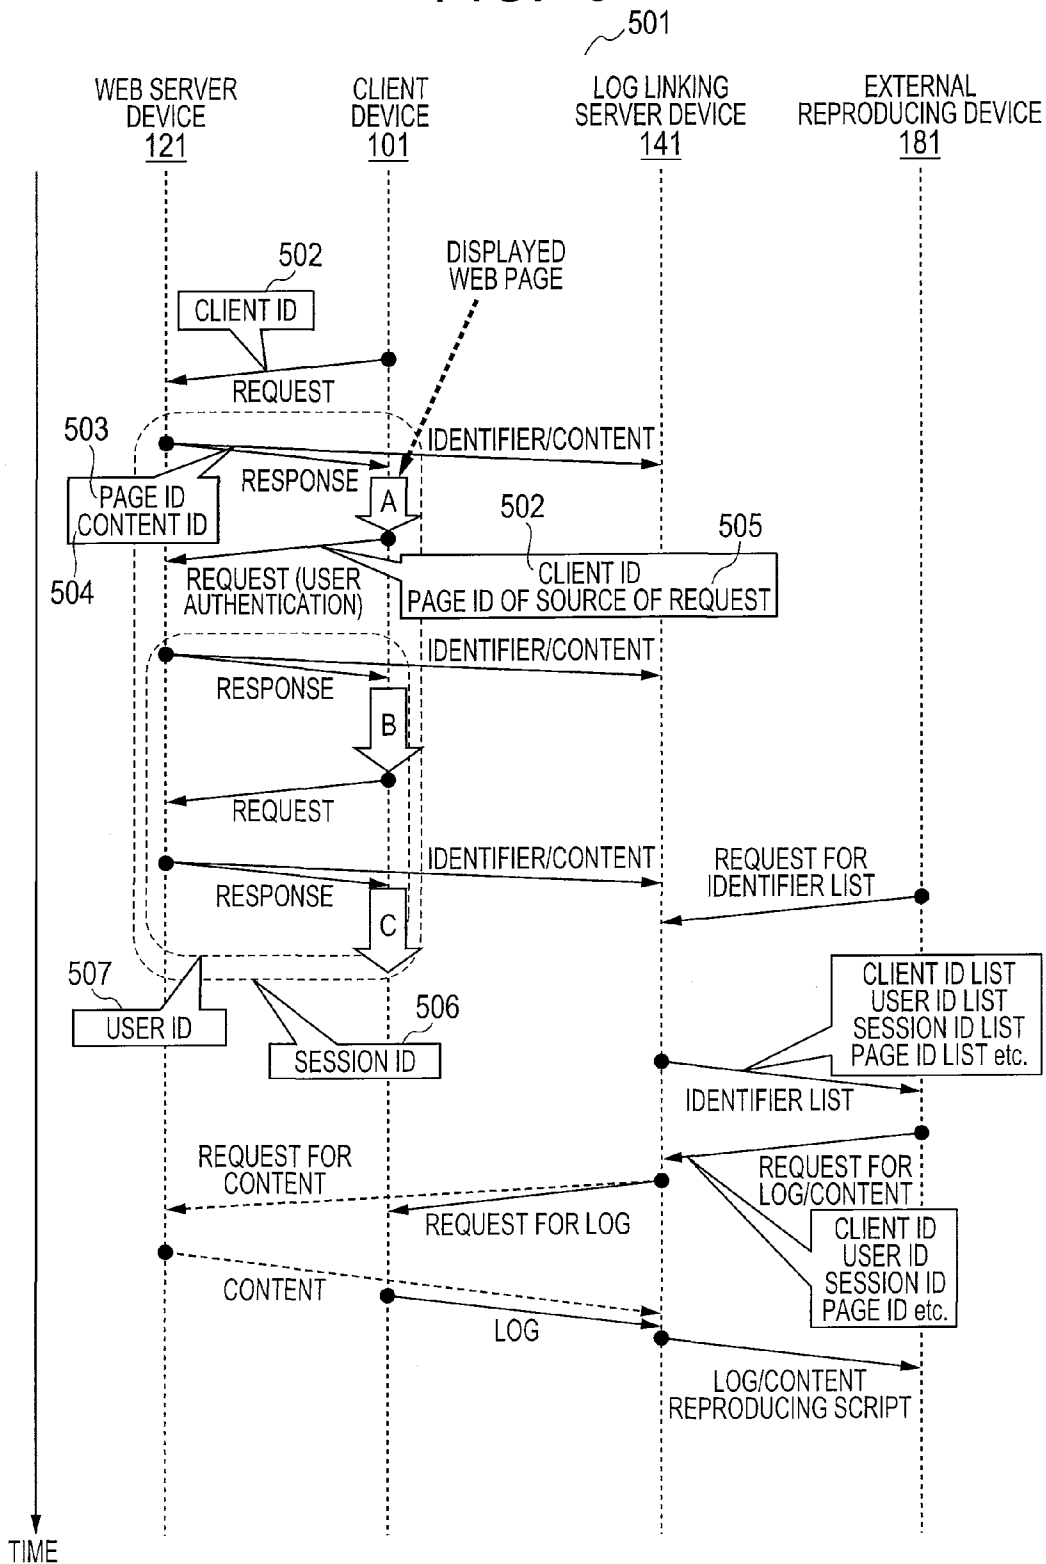 501
WEB SERVER
DEVICE
121
CLIENT
DEVICE
101
LOG LINKING
SERVER DEVICE
141
EXTERNAL
REPRODUCING DEVICE
181
502
CLIENT ID
DISPLAYED
WEB PAGE
REQUEST
503
IDENTIFIER/CONTENT
RESPONSE
PAGE ID
CONTENT ID
504
A
502
505
CLIENT ID
PAGE ID OF SOURCE OF REQUEST
REQUEST (USER
AUTHENTICATION)
IDENTIFIER/CONTENT
RESPONSE
B
REQUEST
IDENTIFIER/CONTENT
RESPONSE
C
REQUEST FOR
IDENTIFIER LIST
507
USER ID
506
SESSION ID
CLIENT ID LIST
USER ID LIST
SESSION ID LIST
PAGE ID LIST etc.
IDENTIFIER LIST
REQUEST FOR
CONTENT
REQUEST FOR LOG
REQUEST FOR
LOG/CONTENT
CLIENT ID
USER ID
SESSION ID
PAGE ID etc.
CONTENT
LOG
LOG/CONTENT
REPRODUCING SCRIPT
TIME